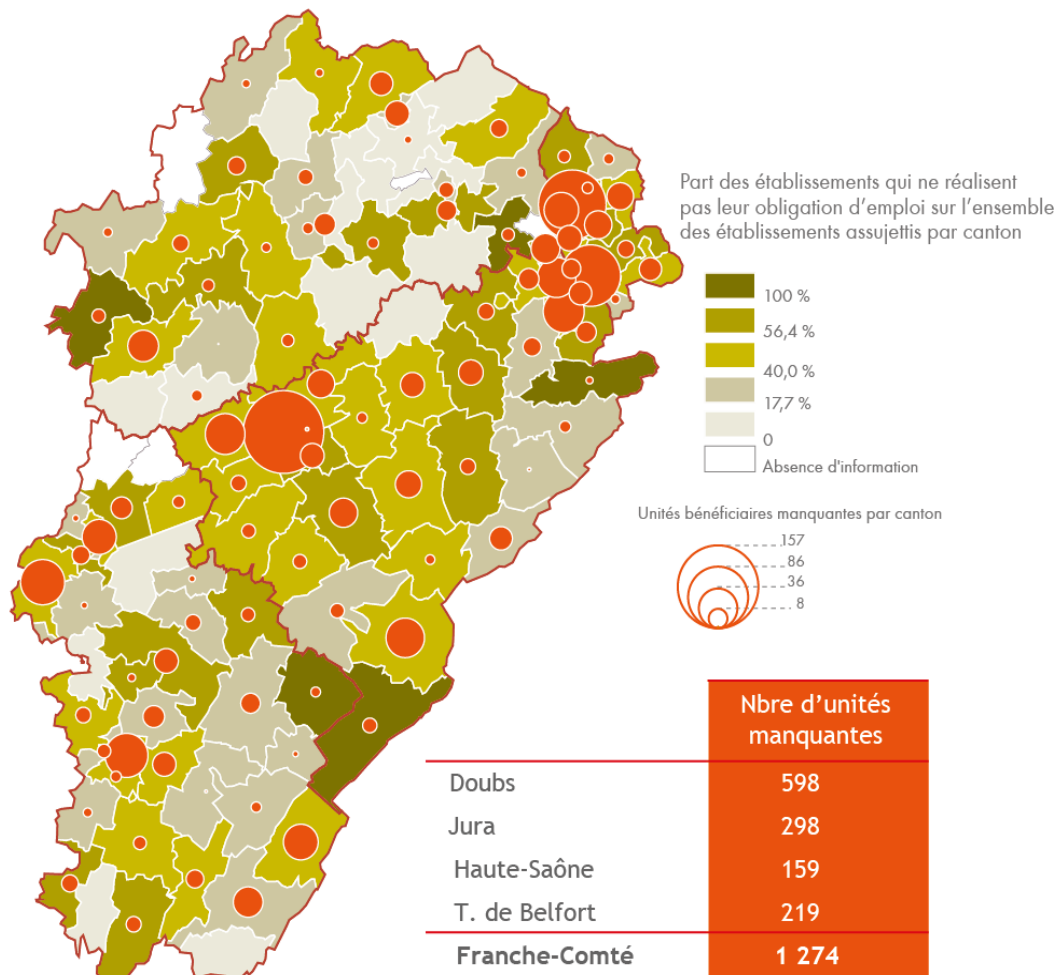 Part des établissements qui ne réalisent
pas leur obligation d'emploi sur l'ensemble
des établissements assujettis par canton
100 %
56,4 %
40,0 %
17,7 %
0
Absence d'information
Unités bénéficiaires manquantes par canton
157
86
36
8
Nbre d'unités
manquantes
Doubs 598
Jura 298
Haute-Saône 159
T. de Belfort 219
Franche-Comté 1 274